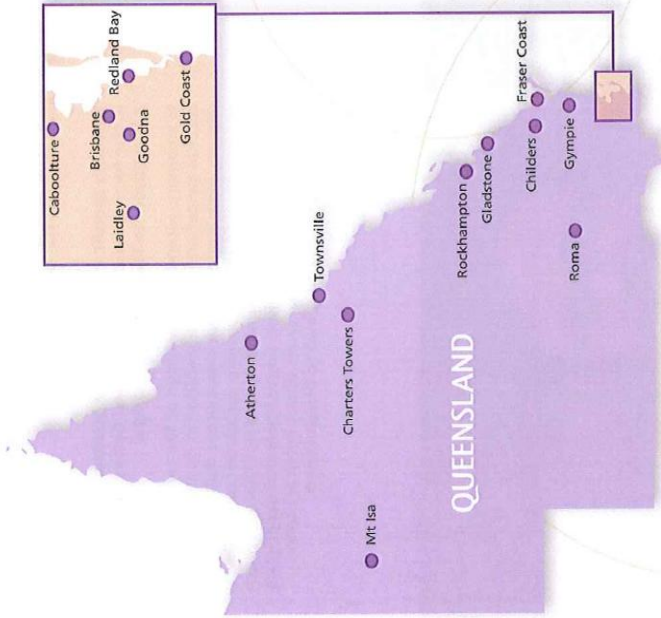 Caboolture
Brisbane
Redland Bay
Goodna
Laidley
Gold Coast
Atherton
Townsville
Charters Towers
Mt Isa
QUEENSLAND
Rockhampton
Gladstone
Fraser Coast
Childers
Gympie
Roma